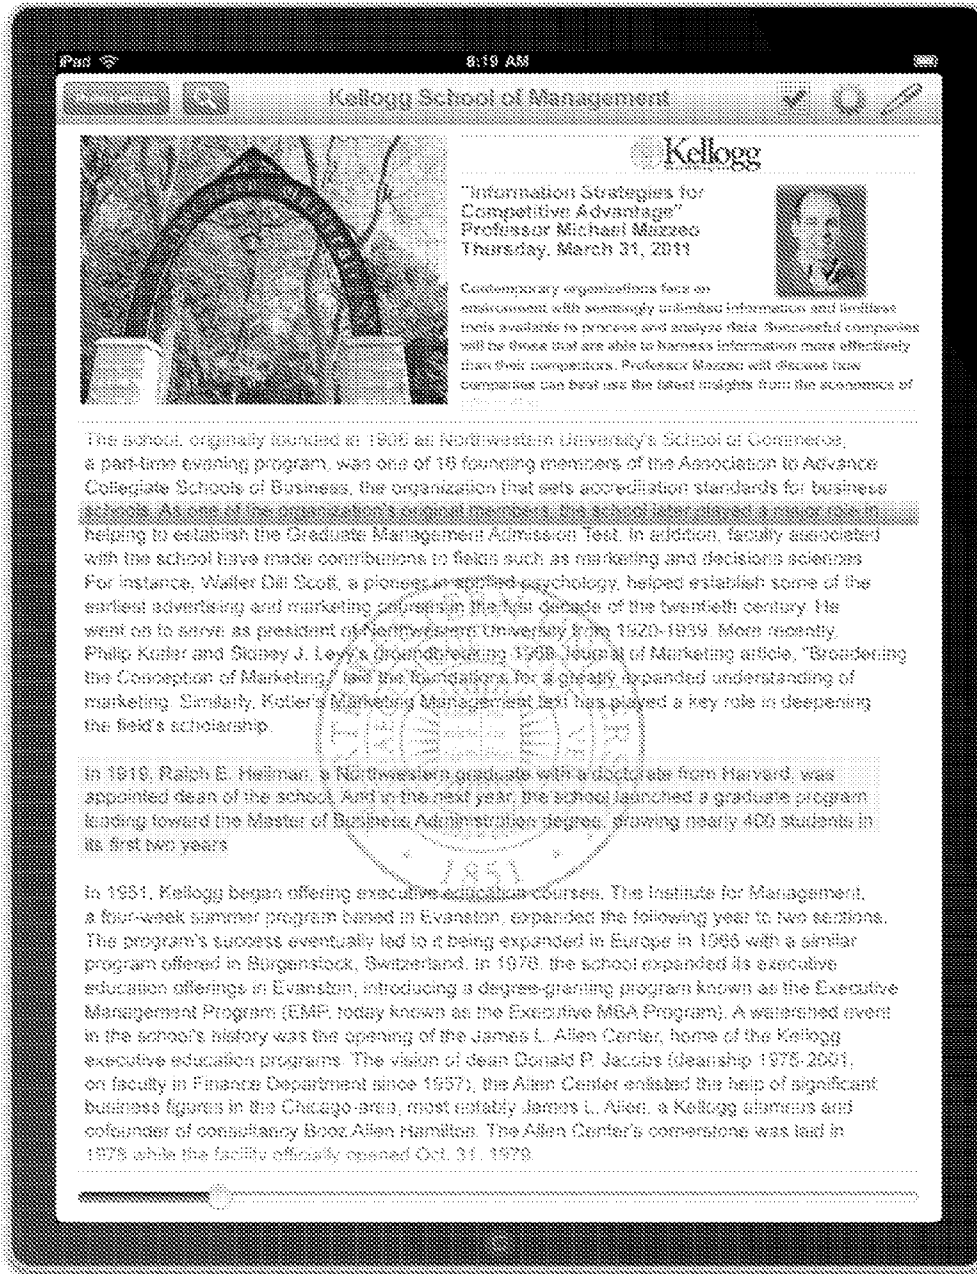 iPad
8:19 AM
Kellogg School of Management
Kellogg
"Information Strategies for
Competitive Advantage"
Professor Michael Mazzeo
Thursday, March 31, 2011
Contemporary organizations face an
environment with seemingly unlimited information and limitless
tools available to process and analyze data. Successful companies
will be those that are able to harness information more effectively
than their competitors. Professor Mazzeo will discuss how
companies can best use the latest insights from the economics of
The school, originally founded in 1908 as Northwestern University's School of Commerce,
a part-time evening program, was one of 16 founding members of the Association to Advance
Collegiate Schools of Business, the organization that sets accreditation standards for business
schools. As one of the organization's original members, the school later played a major role in
helping to establish the Graduate Management Admission Test. In addition, faculty associated
with the school have made contributions to fields such as marketing and decisions sciences
For instance, Walter Dill Scott, a pioneer in applied psychology, helped establish some of the
earliest advertising and marketing courses in the first decade of the twentieth century. He
went on to serve as president of Northwestern University from 1920-1939. More recently,
Philip Kotler and Sidney J. Levy's groundbreaking 1969 Journal of Marketing article, "Broadening
the Conception of Marketing," laid the foundations for a greatly expanded understanding of
marketing. Similarly, Kotler's Marketing Management text has played a key role in deepening
the field's scholarship.
In 1919, Ralph E. Heilman, a Northwestern graduate with a doctorate from Harvard, was
appointed dean of the school. And in the next year, the school launched a graduate program
leading toward the Master of Business Administration degree, drawing nearly 400 students in
its first two years
1851
In 1951, Kellogg began offering executive education courses. The Institute for Management,
a four-week summer program based in Evanston, expanded the following year to two sections.
The program's success eventually led to it being expanded in Europe in 1965 with a similar
program offered in Burgenstock, Switzerland. In 1976, the school expanded its executive
education offerings in Evanston, introducing a degree-granting program known as the Executive
Management Program (EMP, today known as the Executive MBA Program). A watershed event
in the school's history was the opening of the James L. Allen Center, home of the Kellogg
executive education programs. The vision of dean Donald P. Jacobs (deanship 1975-2001,
on faculty in Finance Department since 1957), the Allen Center enlisted the help of significant
business figures in the Chicago-area, most notably James L. Allen, a Kellogg alumnus and
cofounder of consultancy Booz Allen Hamilton. The Allen Center's cornerstone was laid in
1978 while the facility officially opened Oct. 31, 1979.